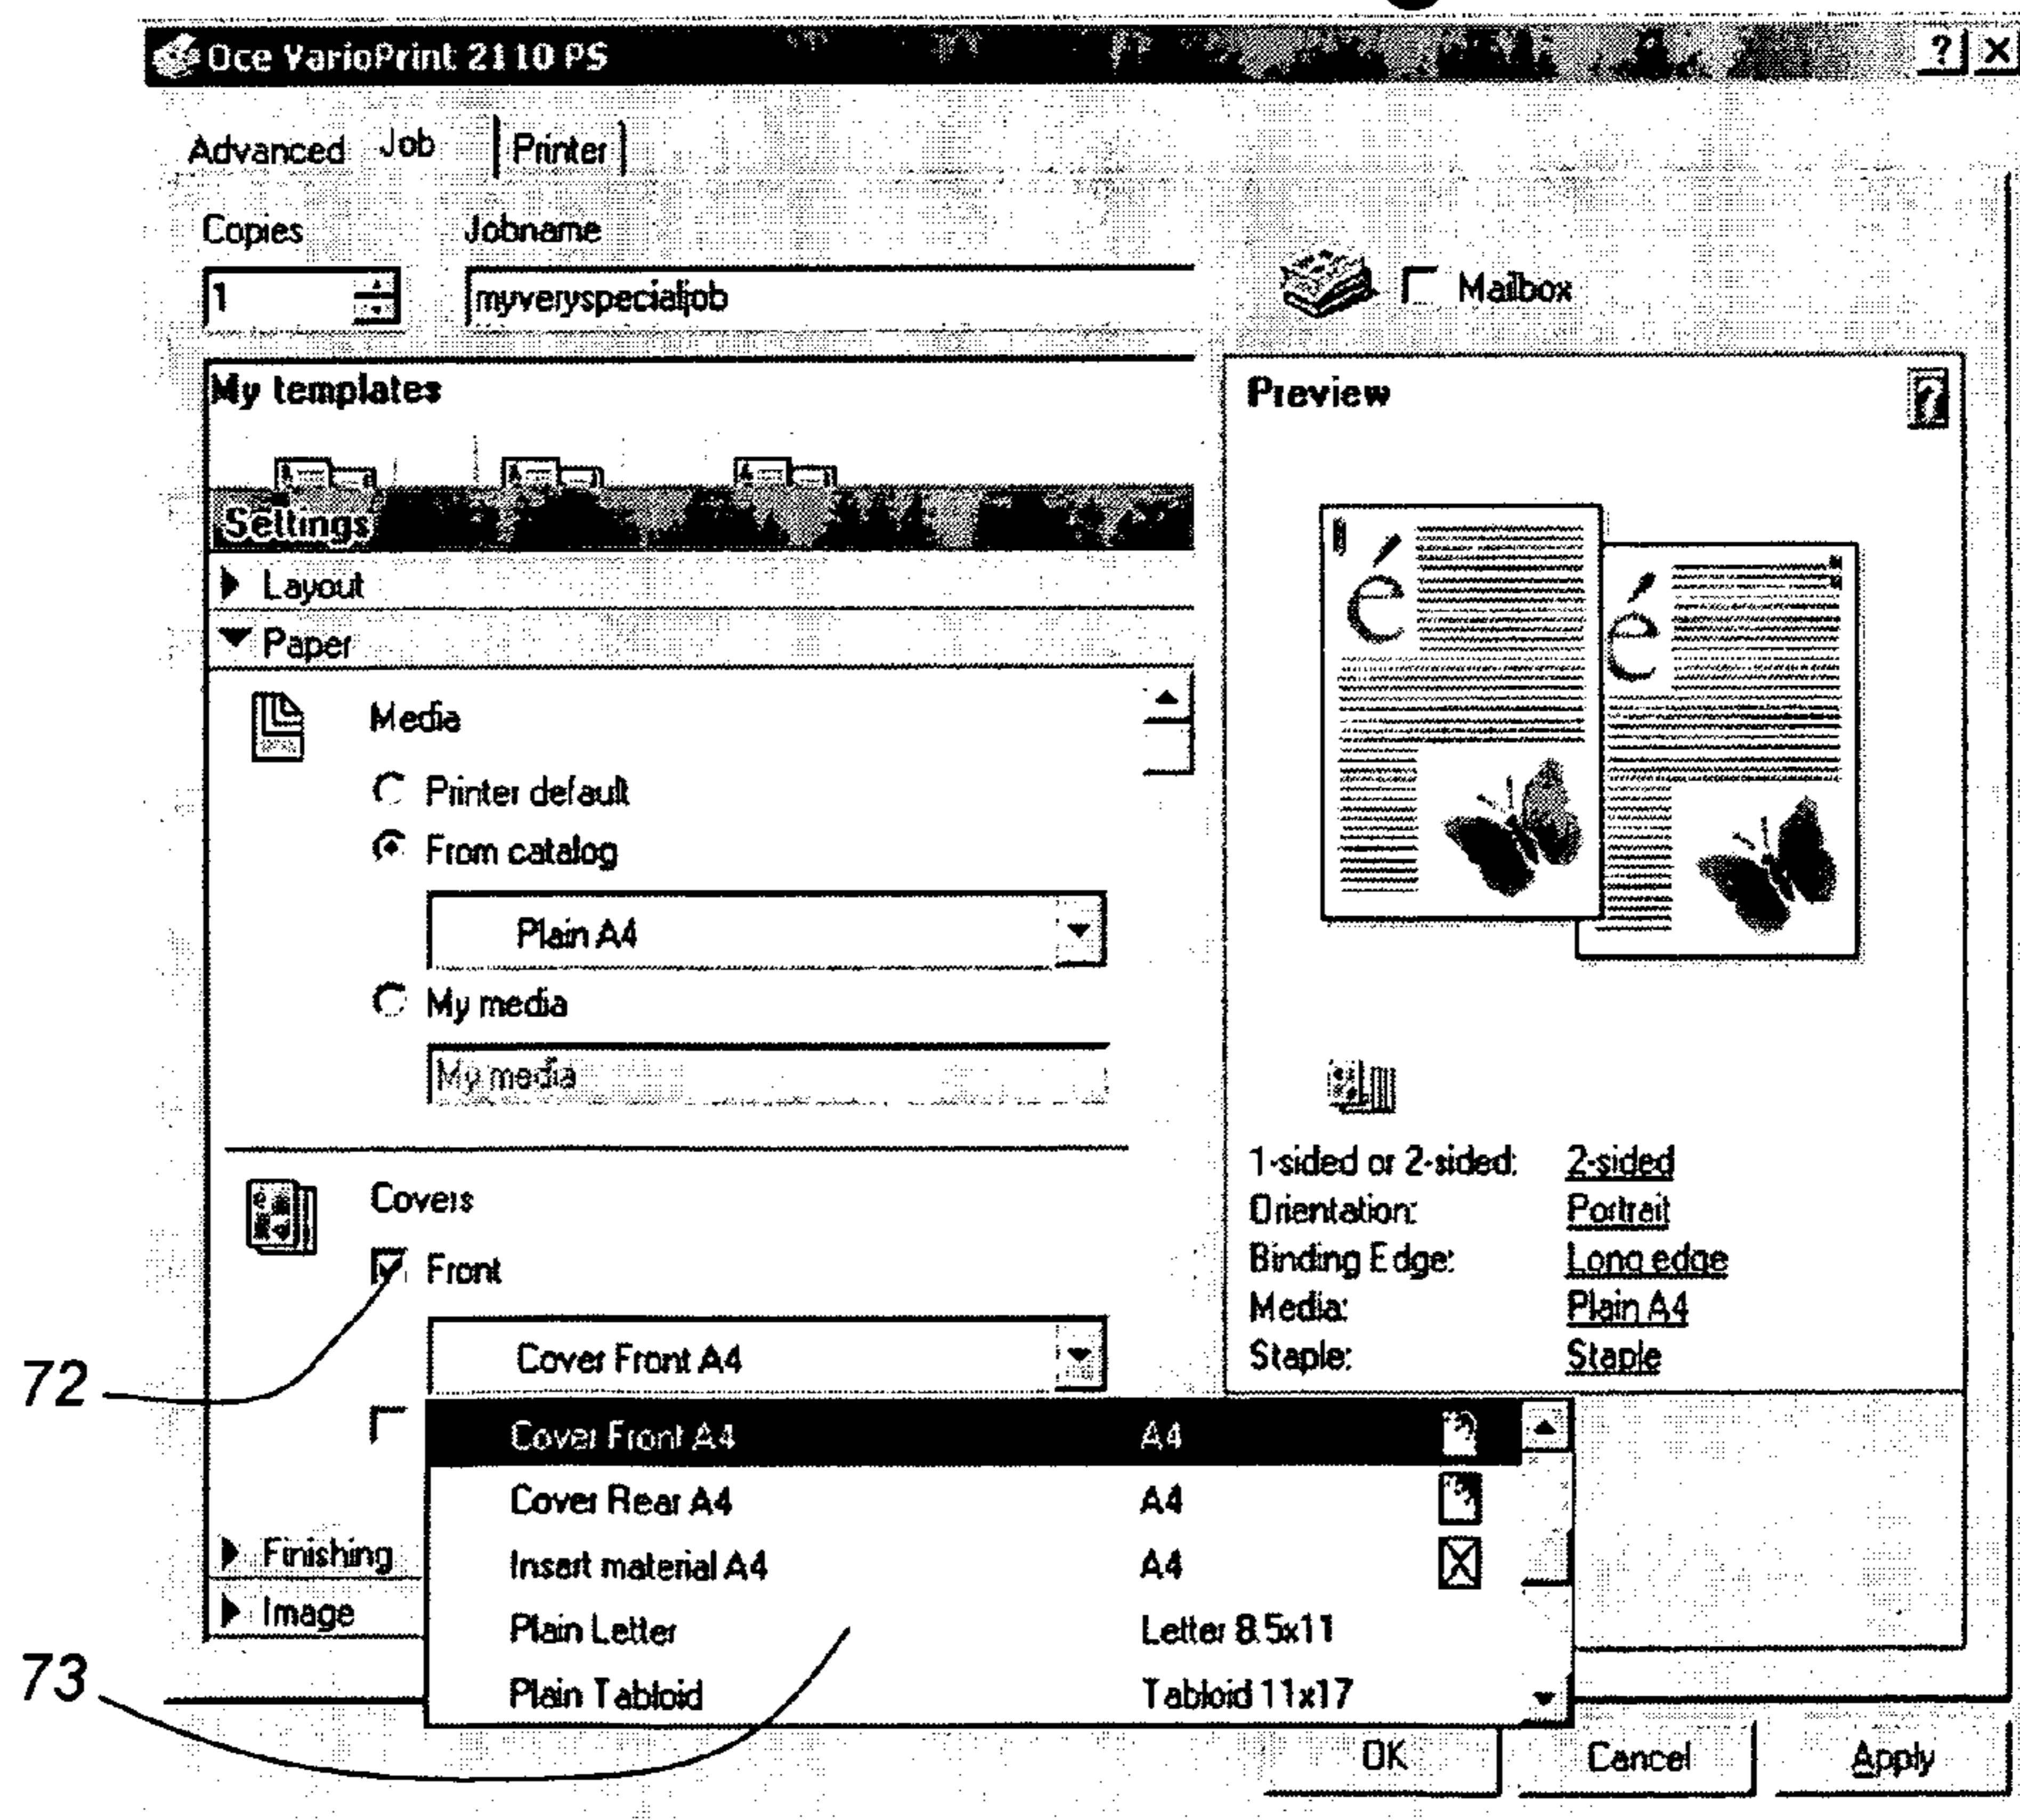 Oce VarioPrint 2110 PS ? X
Advanced Job Printer
Copies Jobname
1 myveryspecialjob Mailbox
My templates
Settings
Layout
Paper
Media
Printer default
From catalog
Plain A4
My media
My media
Covers
Front
Cover Front A4
Cover Front A4 A4
Cover Rear A4 A4
Insart material A4 A4
Plain Letter Letter 8.5x11
Plain Tabloid Tabloid 11x17
Finishing
Image
Preview ?
é é
1-sided or 2-sided: 2-sided
Orientation: Portrait
Binding Edge: Long edge
Media: Plain A4
Staple: Staple
72
73
OK Cancel Apply